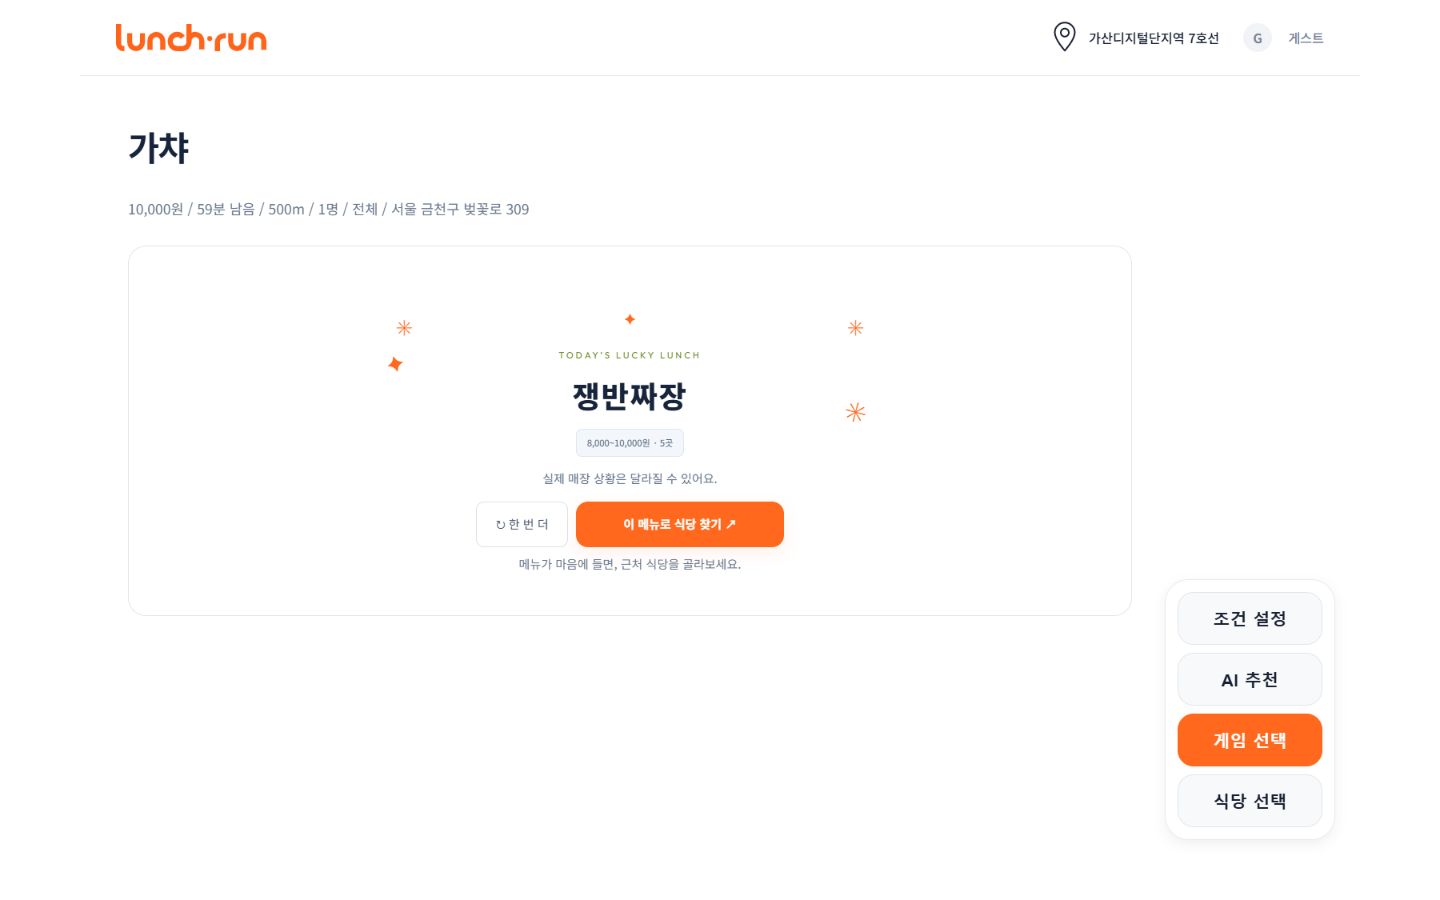 lunch·run
가산디지털단지역 7호선
G
게스트
가챠
10,000원 / 59분 남음 / 500m / 1명 / 전체 / 서울 금천구 벚꽃로 309
TODAY'S LUCKY LUNCH
쟁반짜장
8,000~10,000원 · 5곳
실제 매장 상황은 달라질 수 있어요.
↻ 한 번 더
이 메뉴로 식당 찾기 ↗
메뉴가 마음에 들면, 근처 식당을 골라보세요.
조건 설정
AI 추천
게임 선택
식당 선택